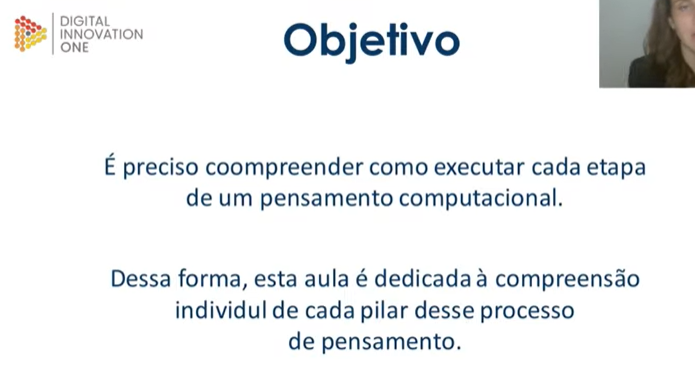 DIGITAL
INNOVATION
ONE
Objetivo
É preciso coompreender como executar cada etapa
de um pensamento computacional.
Dessa forma, esta aula é dedicada à compreensão
individul de cada pilar desse processo
de pensamento.